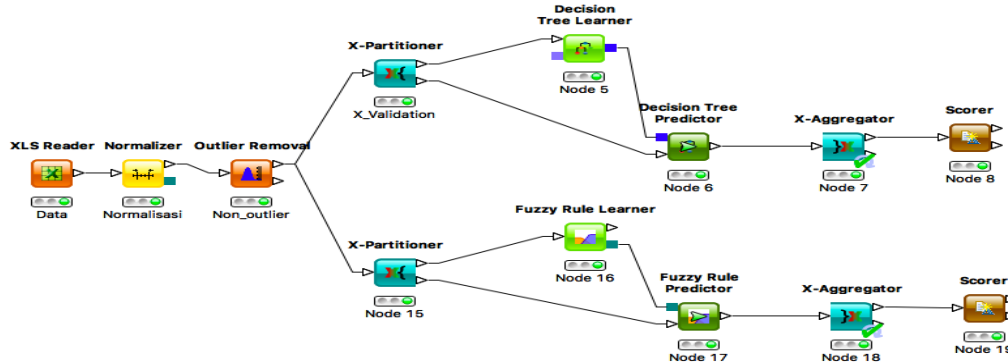 Decision
Tree Learner
X-Partitioner
Node 5
X_Validation
Decision Tree
Predictor
X-Aggregator
Scorer
XLS Reader
Normalizer
Outlier Removal
Node 6
Node 7
Node 8
Data
Normalisasi
Non_outlier
Fuzzy Rule Learner
X-Partitioner
Node 16
Fuzzy Rule
Predictor
X-Aggregator
Scorer
Node 15
Node 17
Node 18
Node 19